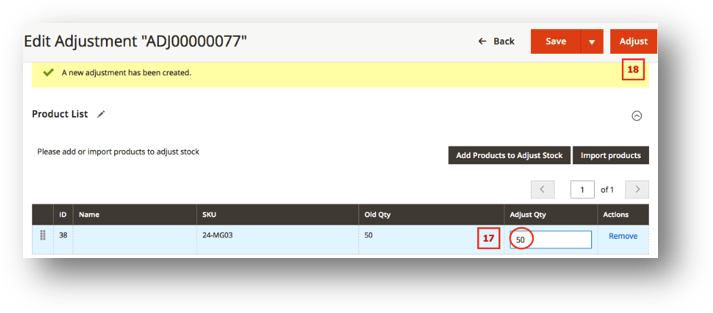 Edit Adjustment "ADJ00000077"
← Back
Save
Adjust
A new adjustment has been created.
18
Product List
Please add or import products to adjust stock
Add Products to Adjust Stock
Import products
1 of 1
ID Name SKU Old Qty Adjust Qty Actions
38 24-MG03 50 17 50 Remove